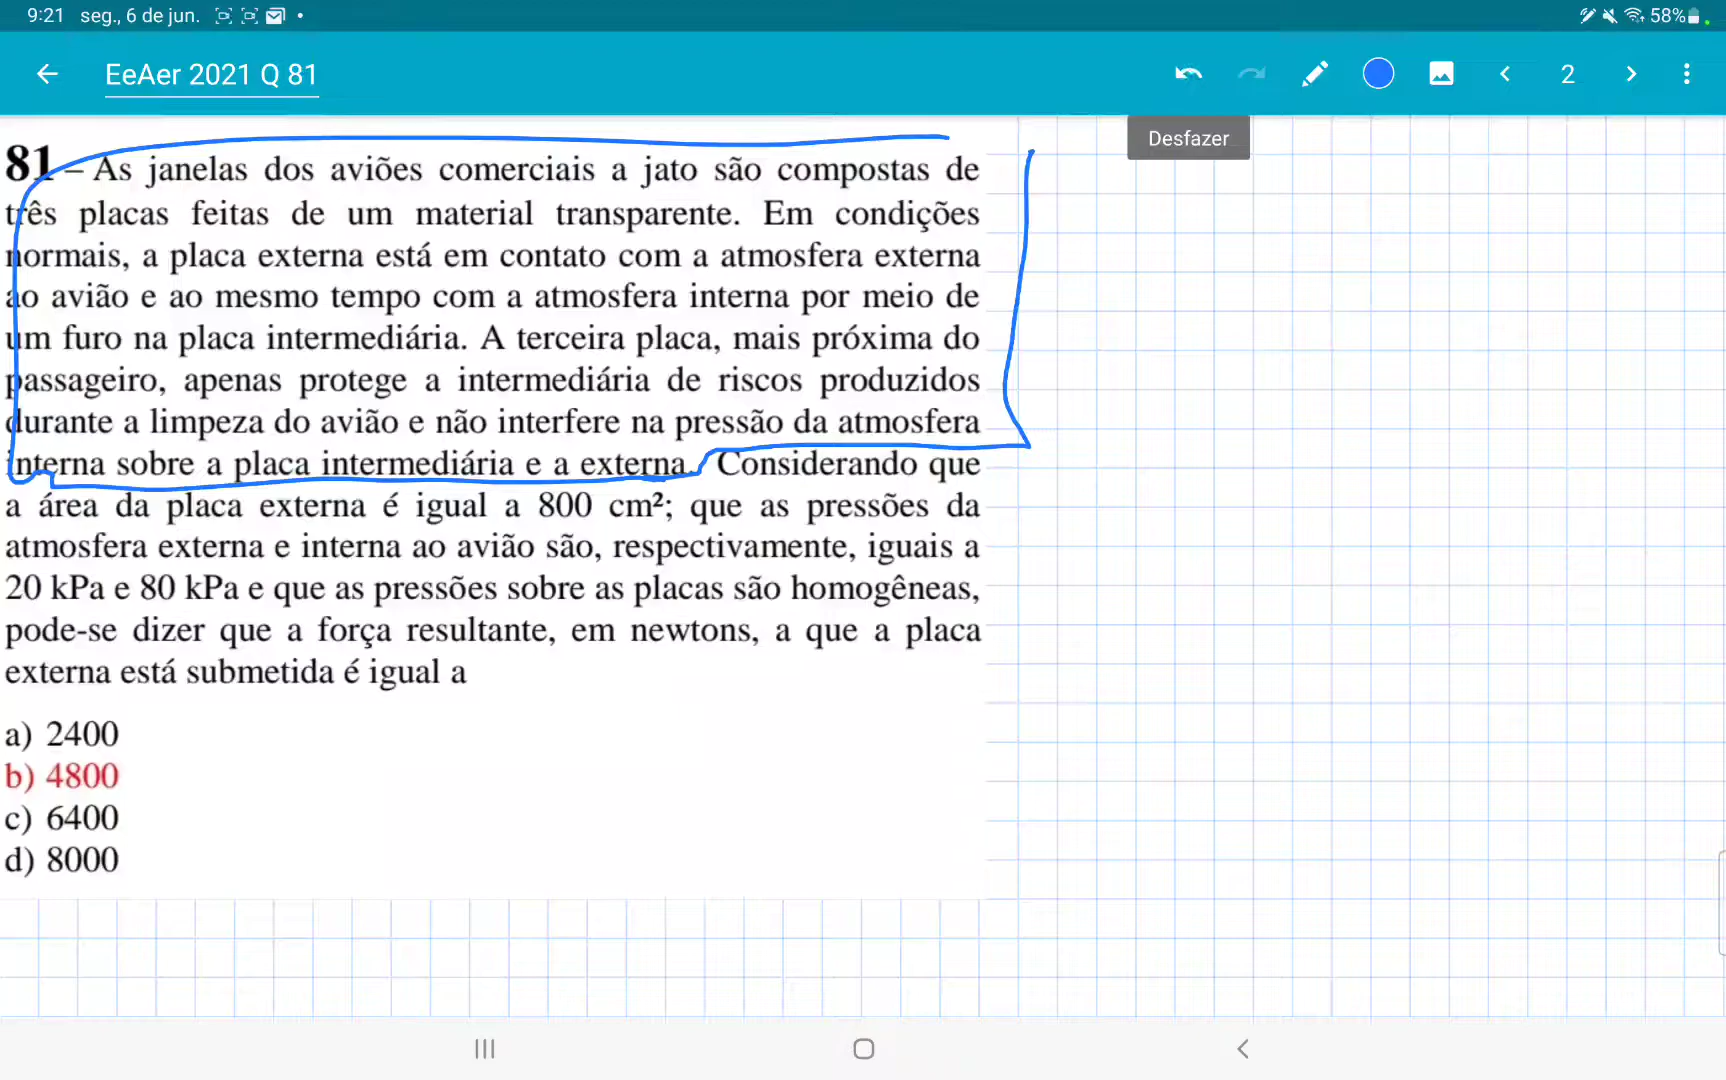 9:21 seg., 6 de jun.
58%
EeAer 2021 Q 81
2
Desfazer
81 – As janelas dos aviões comerciais a jato são compostas de
três placas feitas de um material transparente. Em condições
normais, a placa externa está em contato com a atmosfera externa
ao avião e ao mesmo tempo com a atmosfera interna por meio de
um furo na placa intermediária. A terceira placa, mais próxima do
passageiro, apenas protege a intermediária de riscos produzidos
durante a limpeza do avião e não interfere na pressão da atmosfera
interna sobre a placa intermediária e a externa. Considerando que
a área da placa externa é igual a 800 cm²; que as pressões da
atmosfera externa e interna ao avião são, respectivamente, iguais a
20 kPa e 80 kPa e que as pressões sobre as placas são homogêneas,
pode-se dizer que a força resultante, em newtons, a que a placa
externa está submetida é igual a
a) 2400
b) 4800
c) 6400
d) 8000